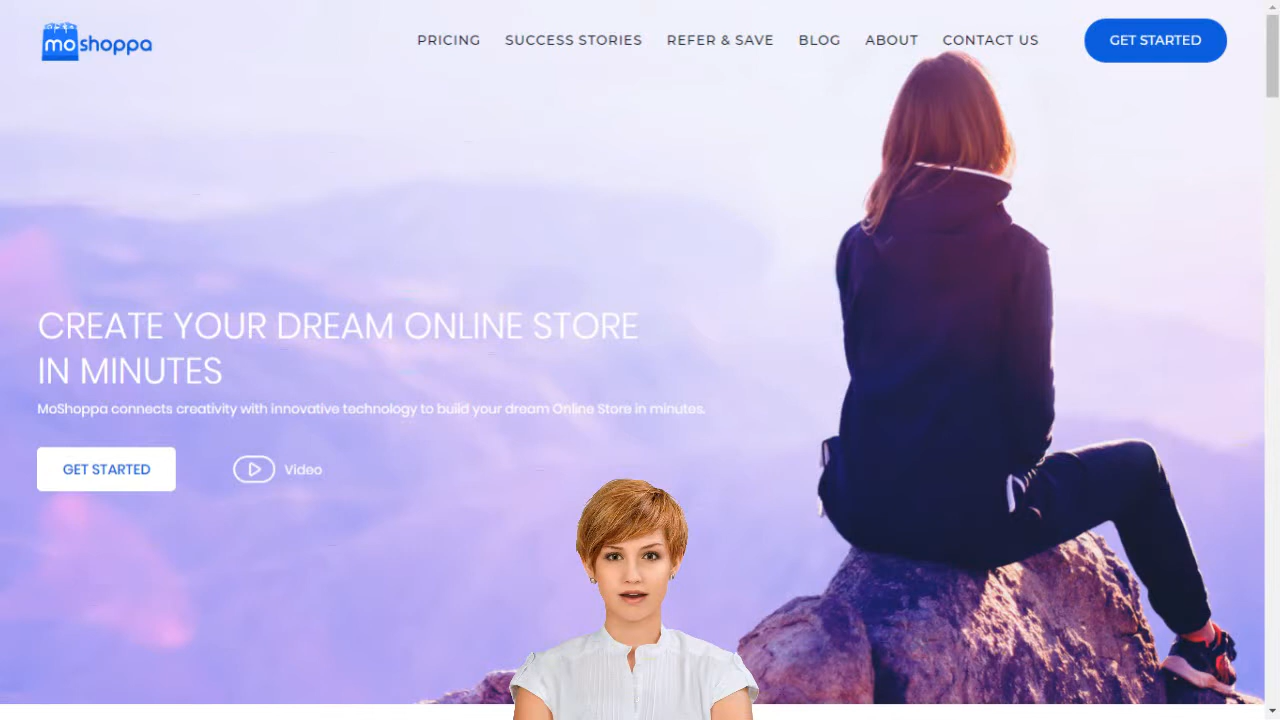 moshoppa
PRICING SUCCESS STORIES REFER & SAVE BLOG ABOUT CONTACT US GET STARTED
CREATE YOUR DREAM ONLINE STORE
IN MINUTES
MoShoppa connects creativity with innovative technology to build your dream Online Store in minutes.
GET STARTED Video